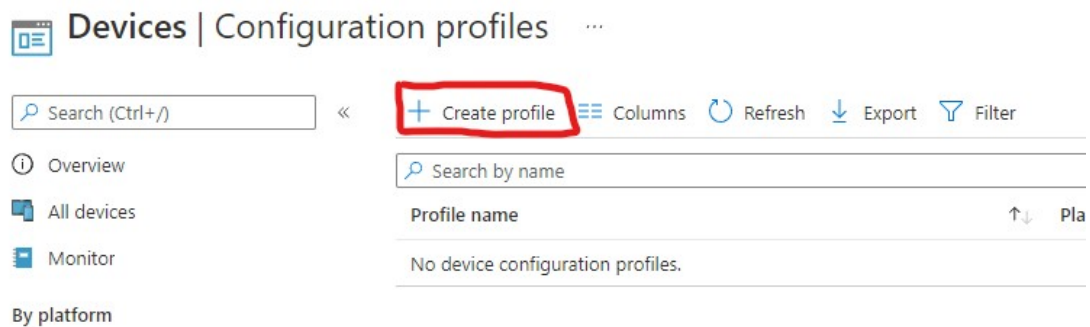 Devices | Configuration profiles ...
Search (Ctrl+/) « + Create profile Columns Refresh Export Filter
Overview
Search by name
All devices
Profile name ↑↓ Pla
Monitor
No device configuration profiles.
By platform